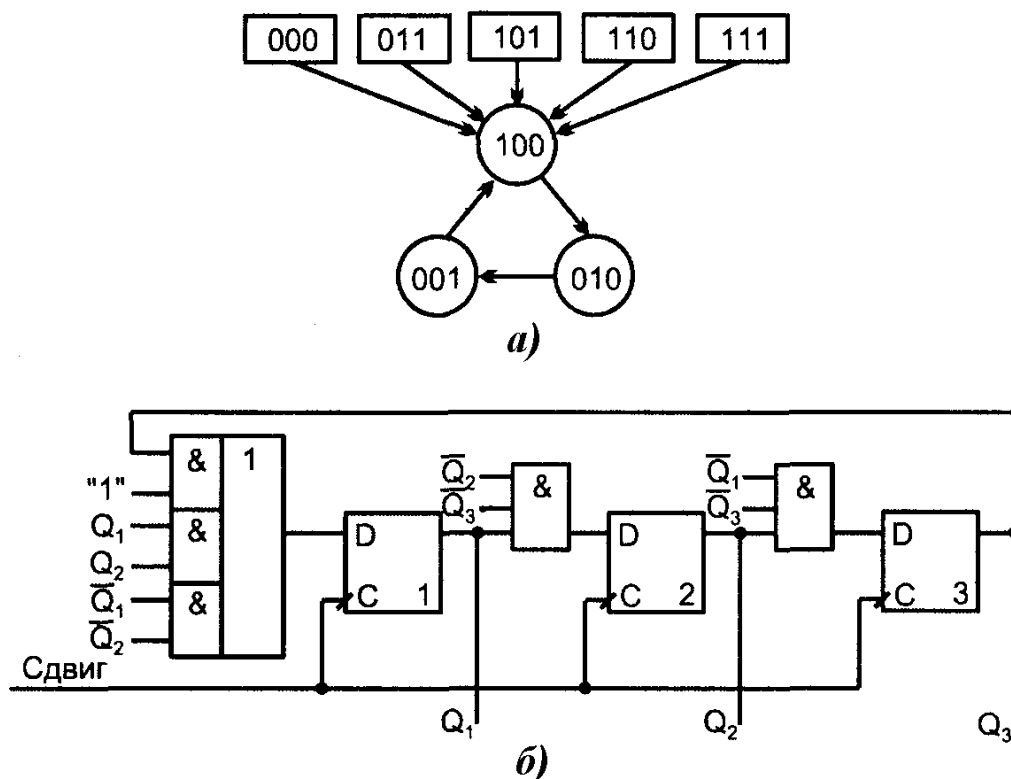 000 011 101 110 111
100
001 010
а)
& 1
"1"
Q₁
&
Q₂
Q̅₁
&
Q̅₂
D
C 1
Q̅₂
Q̅₃
&
D
C 2
Q̅₁
Q̅₃
&
D
C 3
Сдвиг
Q₁ Q₂ Q₃
б)